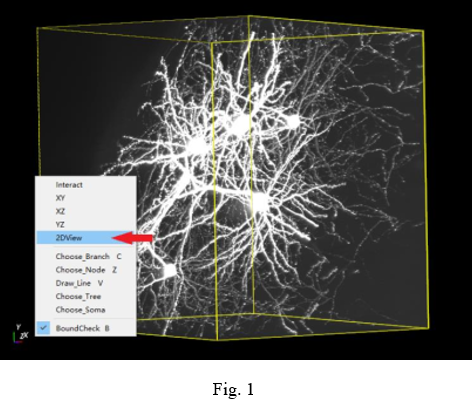 Interact
XY
XZ
YZ
2DView
Choose_Branch C
Choose_Node Z
Draw_Line V
Choose_Tree
Choose_Soma
BoundCheck B
Y
ZX
Fig. 1